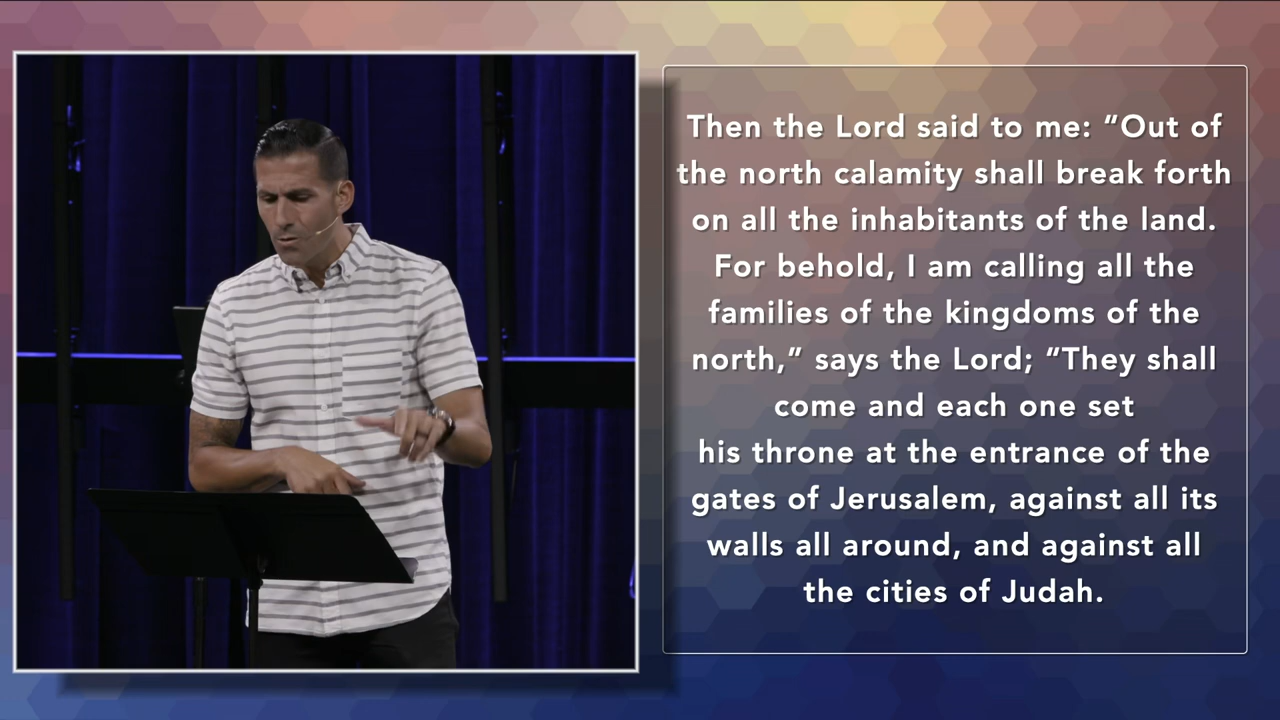 Then the Lord said to me: “Out of
the north calamity shall break forth
on all the inhabitants of the land.
For behold, I am calling all the
families of the kingdoms of the
north,” says the Lord; “They shall
come and each one set
his throne at the entrance of the
gates of Jerusalem, against all its
walls all around, and against all
the cities of Judah.